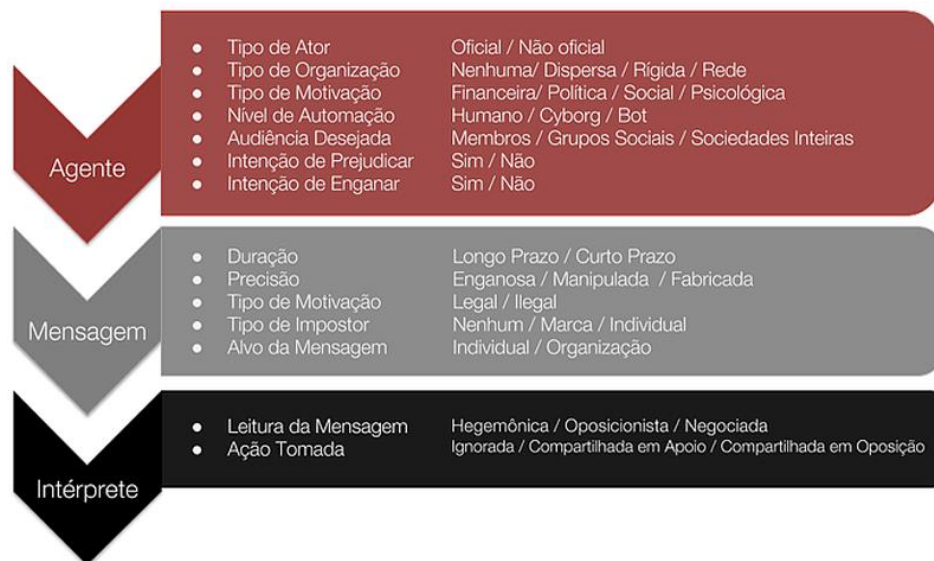 Agente
● Tipo de Ator Oficial / Não oficial
● Tipo de Organização Nenhuma/ Dispersa / Rígida / Rede
● Tipo de Motivação Financeira/ Política / Social / Psicológica
● Nível de Automação Humano / Cyborg / Bot
● Audiência Desejada Membros / Grupos Sociais / Sociedades Inteiras
● Intenção de Prejudicar Sim / Não
● Intenção de Enganar Sim / Não
Mensagem
● Duração Longo Prazo / Curto Prazo
● Precisão Enganosa / Manipulada / Fabricada
● Tipo de Motivação Legal / Ilegal
● Tipo de Impostor Nenhum / Marca / Individual
● Alvo da Mensagem Individual / Organização
Intérprete
● Leitura da Mensagem Hegemônica / Oposicionista / Negociada
● Ação Tomada Ignorada / Compartilhada em Apoio / Compartilhada em Oposição